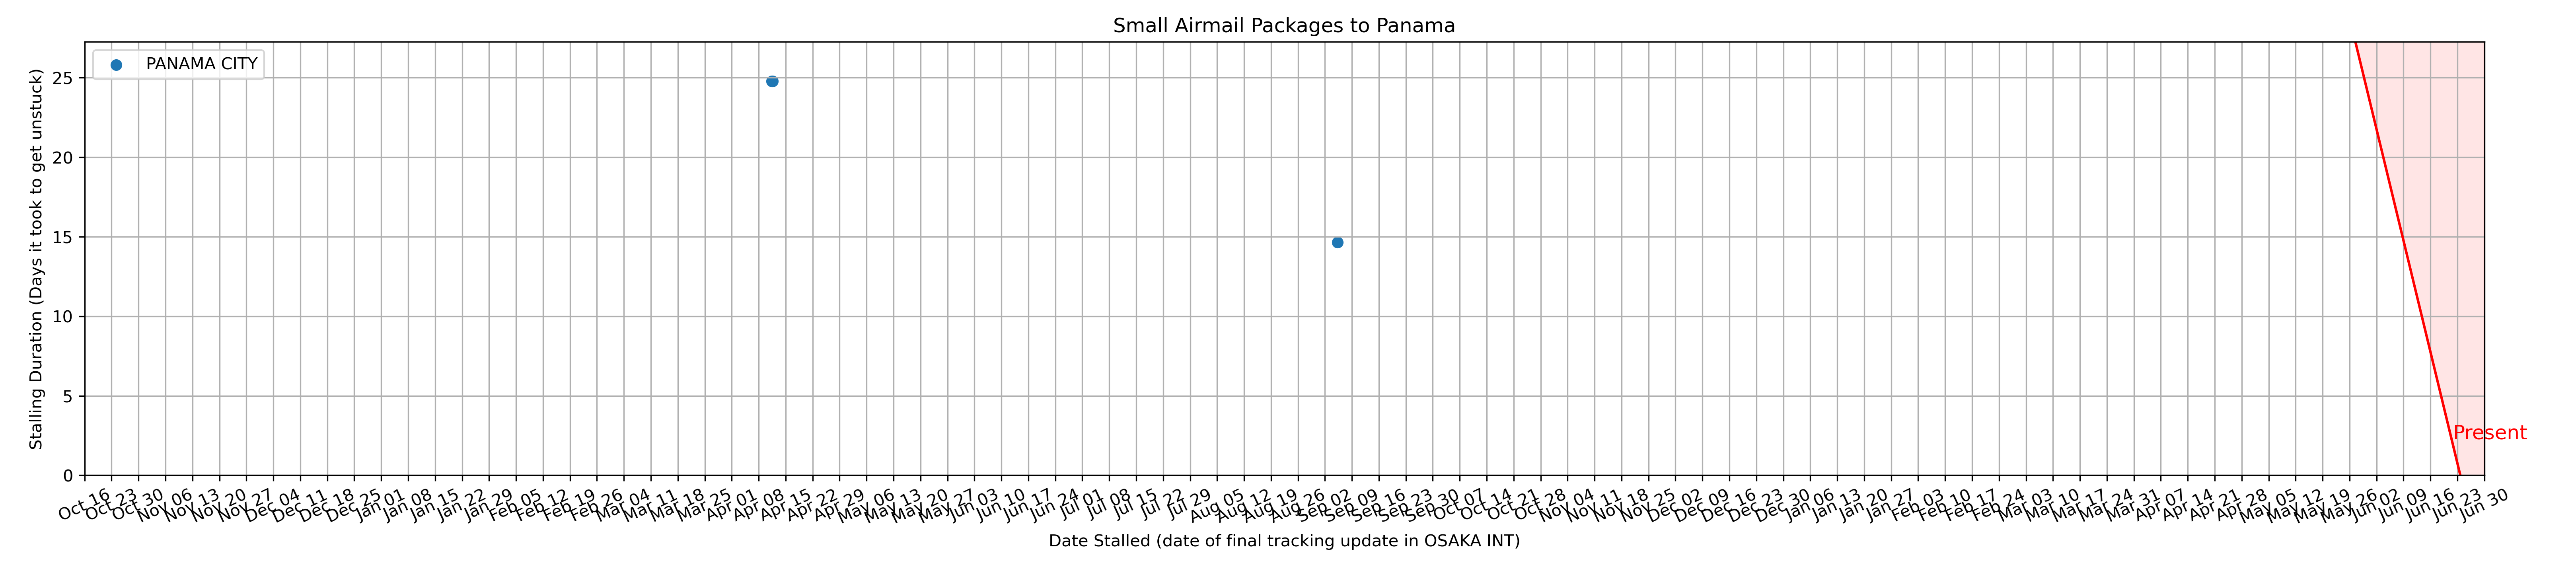 Small Airmail Packages to Panama
PANAMA CITY
Stalling Duration (Days it took to get unstuck)
25
20
15
10
5
0
Present
Oct 16
Oct 23
Oct 30
Nov 06
Nov 13
Nov 20
Nov 27
Dec 04
Dec 11
Dec 18
Dec 25
Jan 01
Jan 08
Jan 15
Jan 22
Jan 29
Feb 05
Feb 12
Feb 19
Feb 26
Mar 04
Mar 11
Mar 18
Mar 25
Apr 01
Apr 08
Apr 15
Apr 22
Apr 29
May 06
May 13
May 20
May 27
Jun 03
Jun 10
Jun 17
Jun 24
Jul 01
Jul 08
Jul 15
Jul 22
Jul 29
Aug 05
Aug 12
Aug 19
Aug 26
Sep 02
Sep 09
Sep 16
Sep 23
Sep 30
Oct 07
Oct 14
Oct 21
Oct 28
Nov 04
Nov 11
Nov 18
Nov 25
Dec 02
Dec 09
Dec 16
Dec 23
Dec 30
Jan 06
Jan 13
Jan 20
Jan 27
Feb 03
Feb 10
Feb 17
Feb 24
Mar 03
Mar 10
Mar 17
Mar 24
Mar 31
Apr 07
Apr 14
Apr 21
Apr 28
May 05
May 12
May 19
May 26
Jun 02
Jun 09
Jun 16
Jun 23
Jun 30
Date Stalled (date of final tracking update in OSAKA INT)